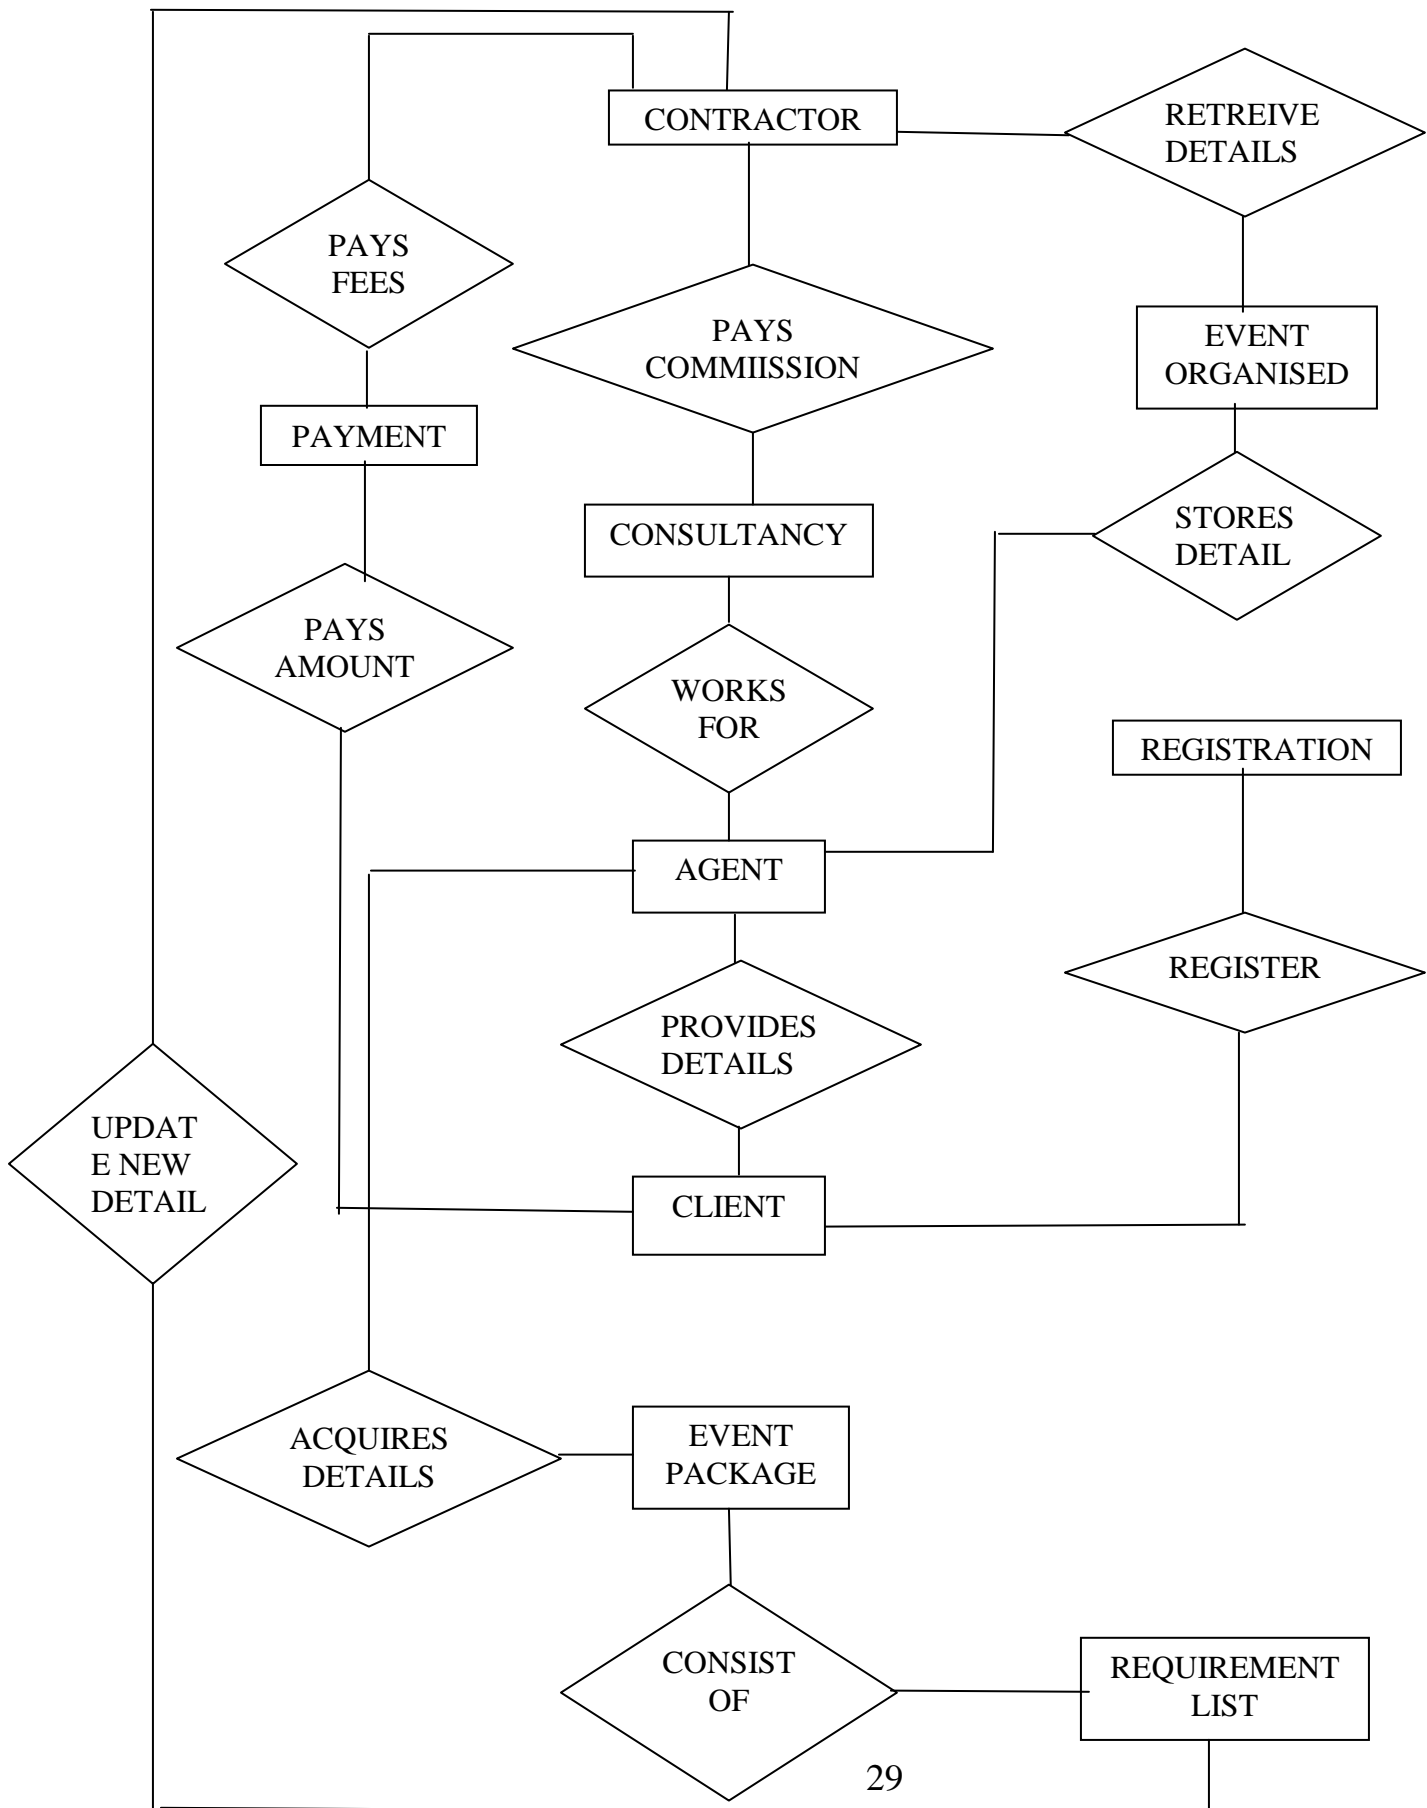 CONTRACTOR
RETREIVE
DETAILS
PAYS
FEES
PAYS
COMMIISSION
EVENT
ORGANISED
PAYMENT
CONSULTANCY
STORES
DETAIL
PAYS
AMOUNT
WORKS
FOR
REGISTRATION
AGENT
REGISTER
PROVIDES
DETAILS
UPDAT
E NEW
DETAIL
CLIENT
ACQUIRES
DETAILS
EVENT
PACKAGE
CONSIST
OF
REQUIREMENT
LIST
29